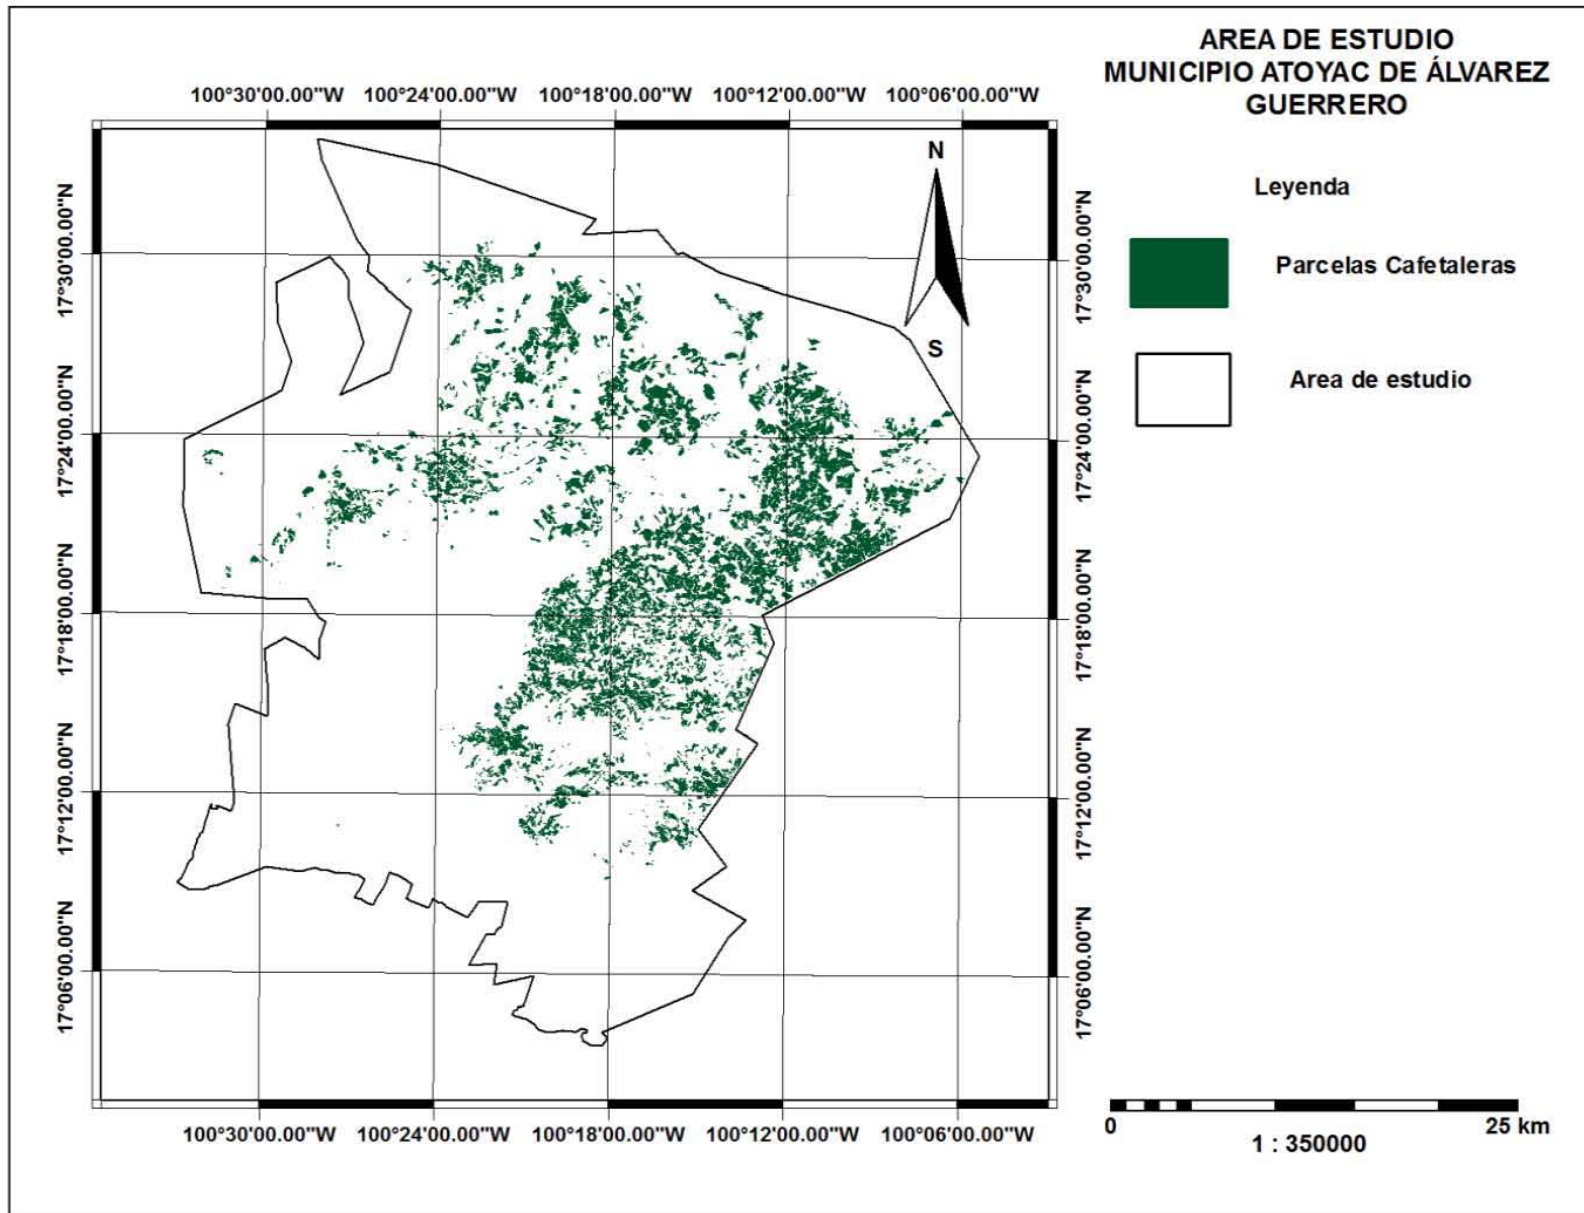 AREA DE ESTUDIO
MUNICIPIO ATOYAC DE ÁLVAREZ
GUERRERO
100°30'00.00"W 100°24'00.00"W 100°18'00.00"W 100°12'00.00"W 100°06'00.00"W
N
S
Leyenda
Parcelas Cafetaleras
Area de estudio
17°30'00.00"N
17°24'00.00"N
17°18'00.00"N
17°12'00.00"N
17°06'00.00"N
17°30'00.00"N
17°24'00.00"N
17°18'00.00"N
17°12'00.00"N
17°06'00.00"N
100°30'00.00"W 100°24'00.00"W 100°18'00.00"W 100°12'00.00"W 100°06'00.00"W
0 25 km
1 : 350000